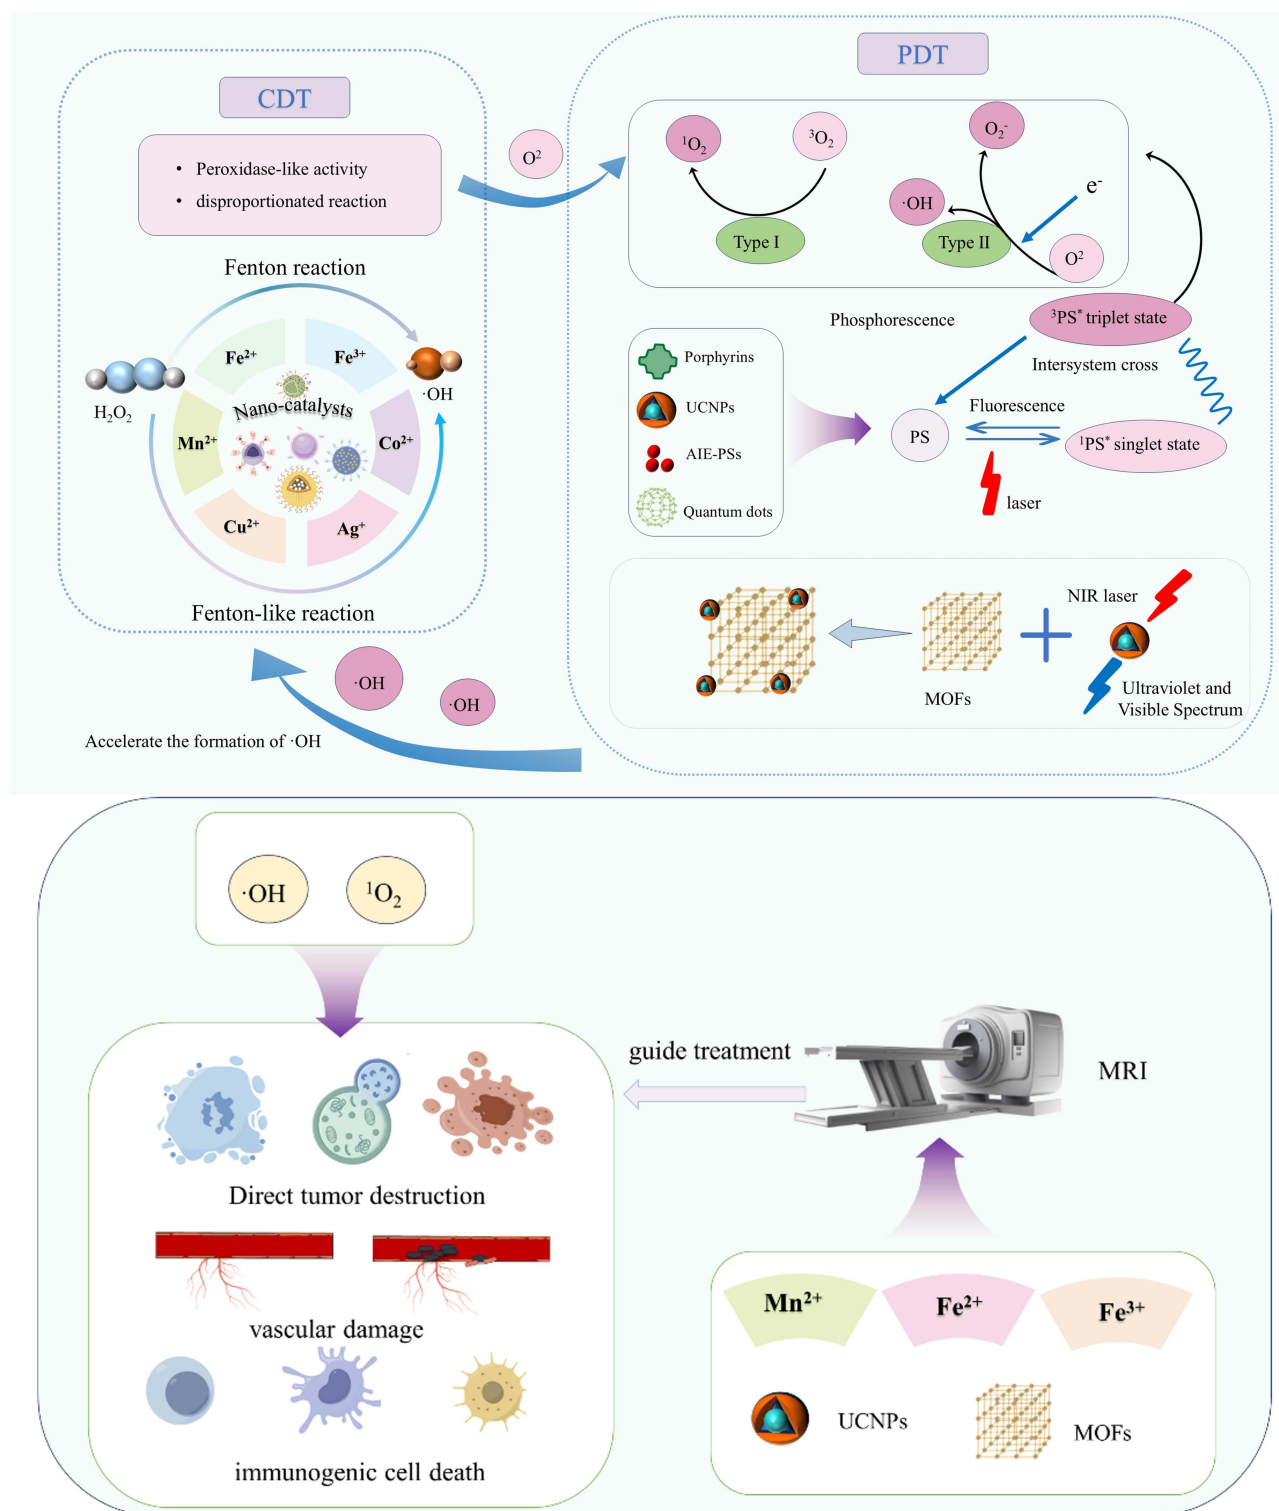 CDT
• Peroxidase-like activity
• disproportionated reaction
Fenton reaction
Fe²⁺
Fe³⁺
H₂O₂
·OH
Nano-catalysts
Mn²⁺
Co²⁺
Cu²⁺
Ag⁺
Fenton-like reaction
O²
PDT
¹O₂
³O₂
Type I
O₂⁻
·OH
Type II
e⁻
O²
Phosphorescence
³PS* triplet state
Intersystem cross
Porphyrins
UCNPs
AIE-PSs
Quantum dots
PS
Fluorescence
¹PS* singlet state
laser
MOFs
NIR laser
Ultraviolet and
Visible Spectrum
·OH
·OH
Accelerate the formation of ·OH
·OH
¹O₂
Direct tumor destruction
vascular damage
immunogenic cell death
guide treatment
MRI
Mn²⁺
Fe²⁺
Fe³⁺
UCNPs
MOFs